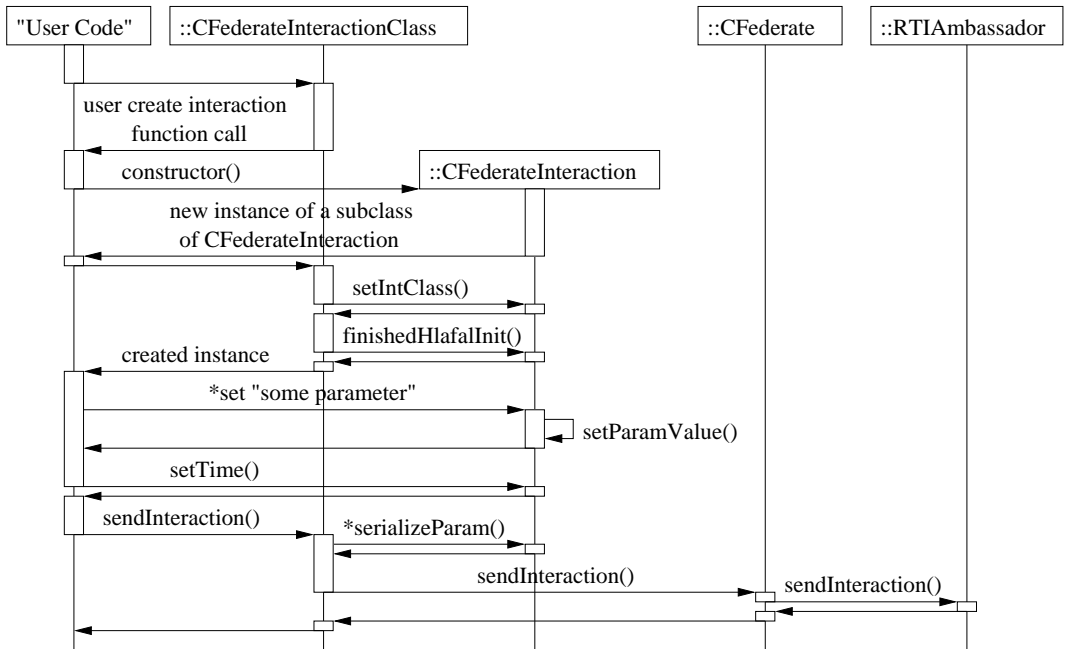 "User Code"
::CFederateInteractionClass
::CFederate
::RTIAmbassador
user create interaction
function call
constructor()
::CFederateInteraction
new instance of a subclass
of CFederateInteraction
setIntClass()
finishedHlafalInit()
created instance
*set "some parameter"
setParamValue()
setTime()
sendInteraction()
*serializeParam()
sendInteraction()
sendInteraction()